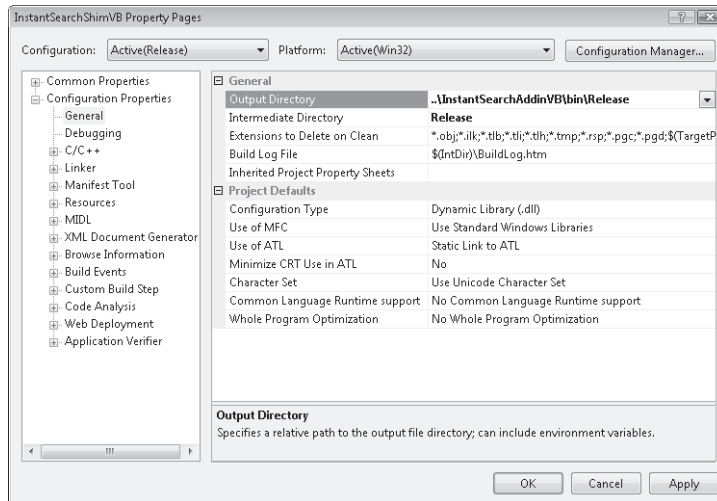 InstantSearchShimVB Property Pages
Configuration: Active(Release) Platform: Active(Win32) Configuration Manager...
Common Properties
Configuration Properties
General
Debugging
C/C++
Linker
Manifest Tool
Resources
MIDL
XML Document Generator
Browse Information
Build Events
Custom Build Step
Code Analysis
Web Deployment
Application Verifier
General
Output Directory ..\InstantSearchAddinVB\bin\Release
Intermediate Directory Release
Extensions to Delete on Clean *.obj;*.ilk;*.tlb;*.tli;*.tlh;*.tmp;*.rsp;*.pgc;*.pgd;$(TargetP
Build Log File $(IntDir)\BuildLog.htm
Inherited Project Property Sheets
Project Defaults
Configuration Type Dynamic Library (.dll)
Use of MFC Use Standard Windows Libraries
Use of ATL Static Link to ATL
Minimize CRT Use in ATL No
Character Set Use Unicode Character Set
Common Language Runtime support No Common Language Runtime support
Whole Program Optimization No Whole Program Optimization
Output Directory
Specifies a relative path to the output file directory; can include environment variables.
OK Cancel Apply